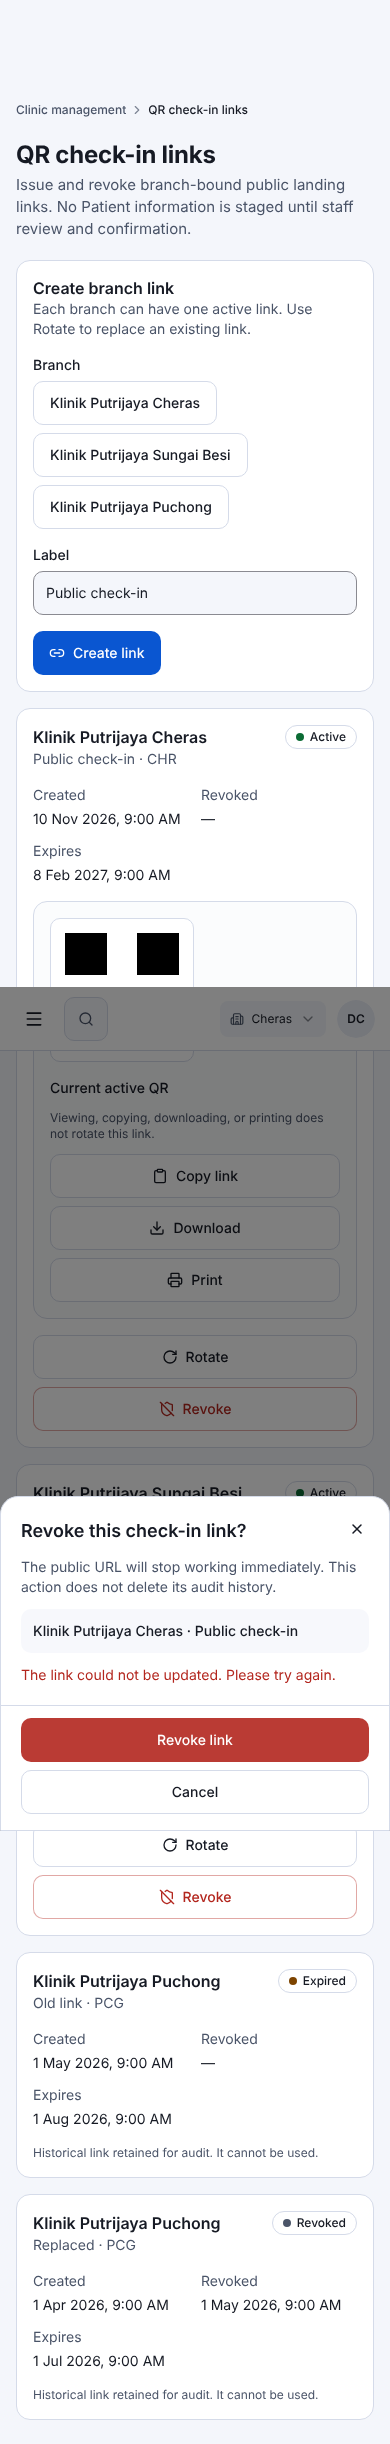 Clinic management > QR check-in links
QR check-in links
Issue and revoke branch-bound public landing
links. No Patient information is staged until staff
review and confirmation.
Create branch link
Each branch can have one active link. Use
Rotate to replace an existing link.
Branch
Klinik Putrijaya Cheras
Klinik Putrijaya Sungai Besi
Klinik Putrijaya Puchong
Label
Public check-in
Create link
Klinik Putrijaya Cheras
Active
Public check-in · CHR
Created
Revoked
10 Nov 2026, 9:00 AM
—
Expires
8 Feb 2027, 9:00 AM
Cheras
DC
Current active QR
Viewing, copying, downloading, or printing does
not rotate this link.
Copy link
Download
Print
Rotate
Revoke
Klinik Putrijaya Sungai Besi
Active
Revoke this check-in link?
The public URL will stop working immediately. This
action does not delete its audit history.
Klinik Putrijaya Cheras · Public check-in
The link could not be updated. Please try again.
Revoke link
Cancel
Rotate
Revoke
Klinik Putrijaya Puchong
Expired
Old link · PCG
Created
Revoked
1 May 2026, 9:00 AM
—
Expires
1 Aug 2026, 9:00 AM
Historical link retained for audit. It cannot be used.
Klinik Putrijaya Puchong
Revoked
Replaced · PCG
Created
Revoked
1 Apr 2026, 9:00 AM
1 May 2026, 9:00 AM
Expires
1 Jul 2026, 9:00 AM
Historical link retained for audit. It cannot be used.